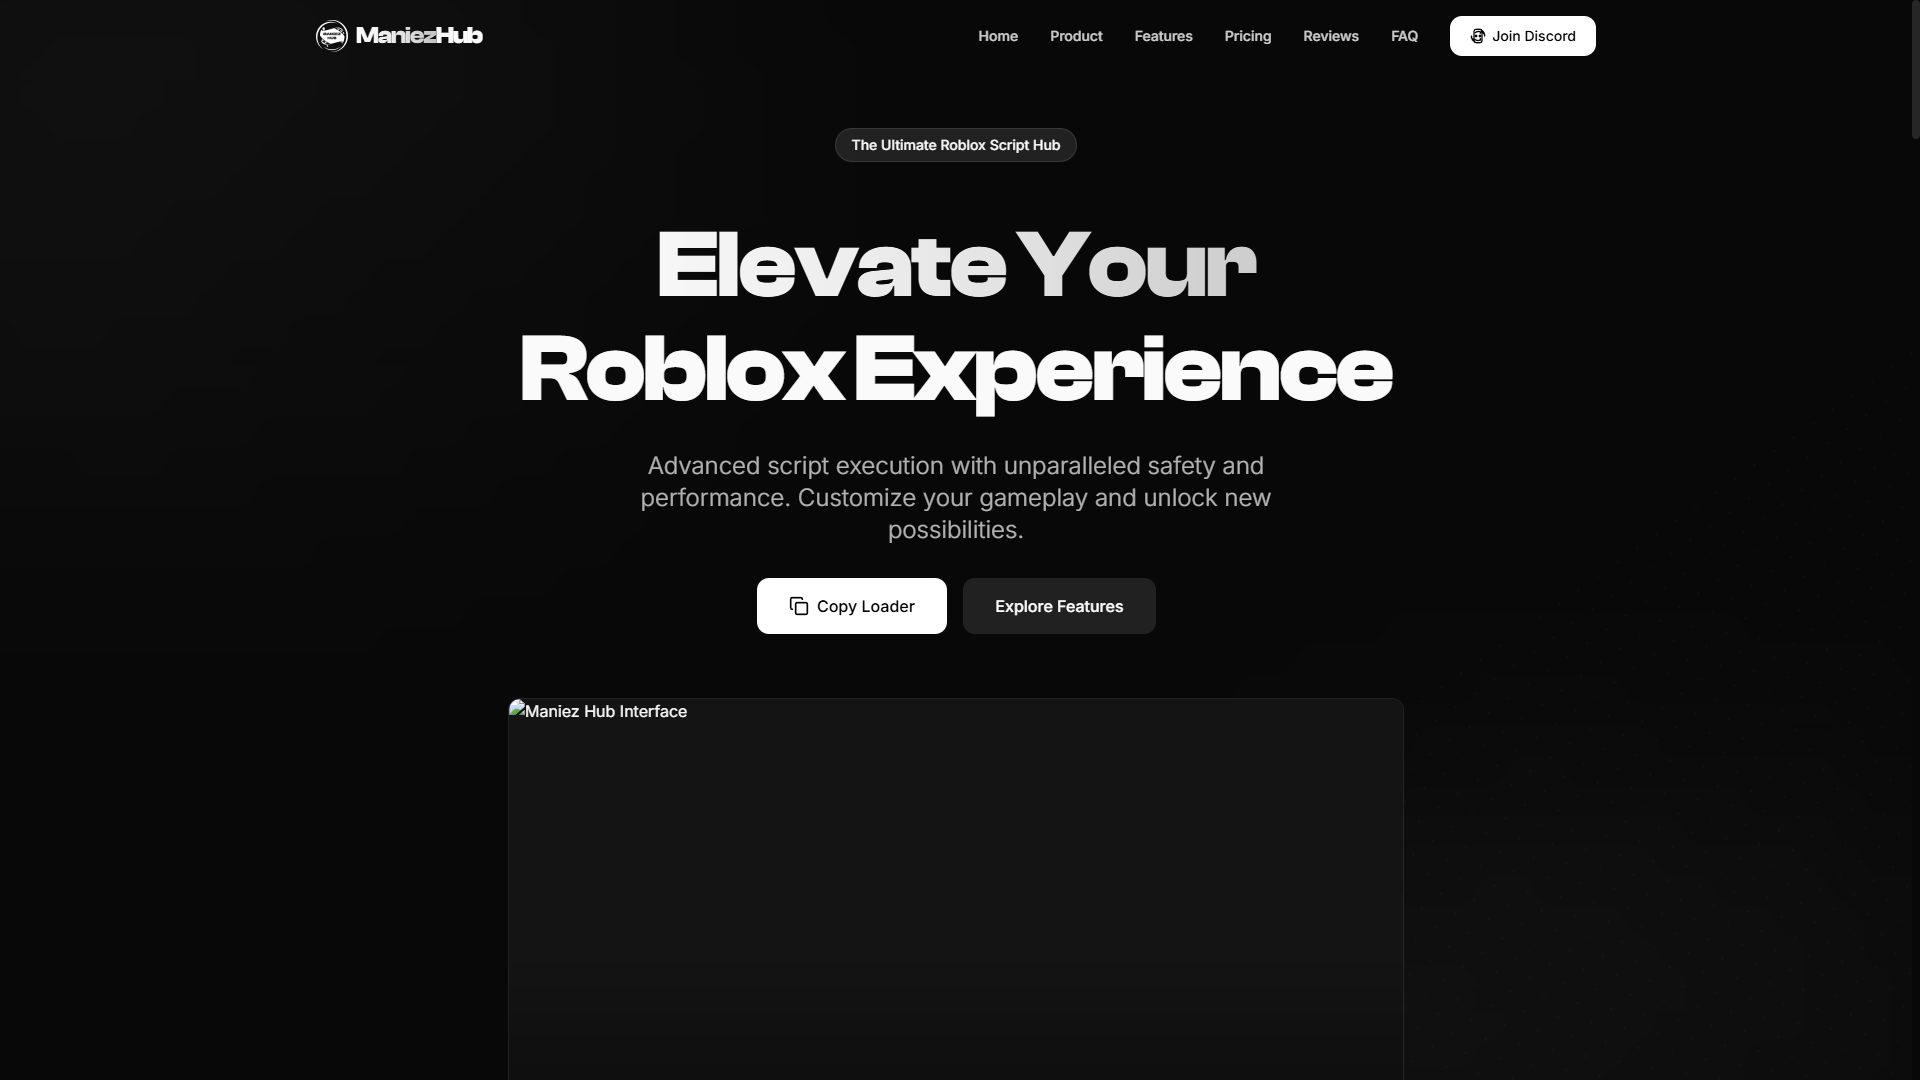 ManiezHub
Home
Product
Features
Pricing
Reviews
FAQ
Join Discord
The Ultimate Roblox Script Hub
Elevate Your
Roblox Experience
Advanced script execution with unparalleled safety and
performance. Customize your gameplay and unlock new
possibilities.
Copy Loader
Explore Features
Maniez Hub Interface